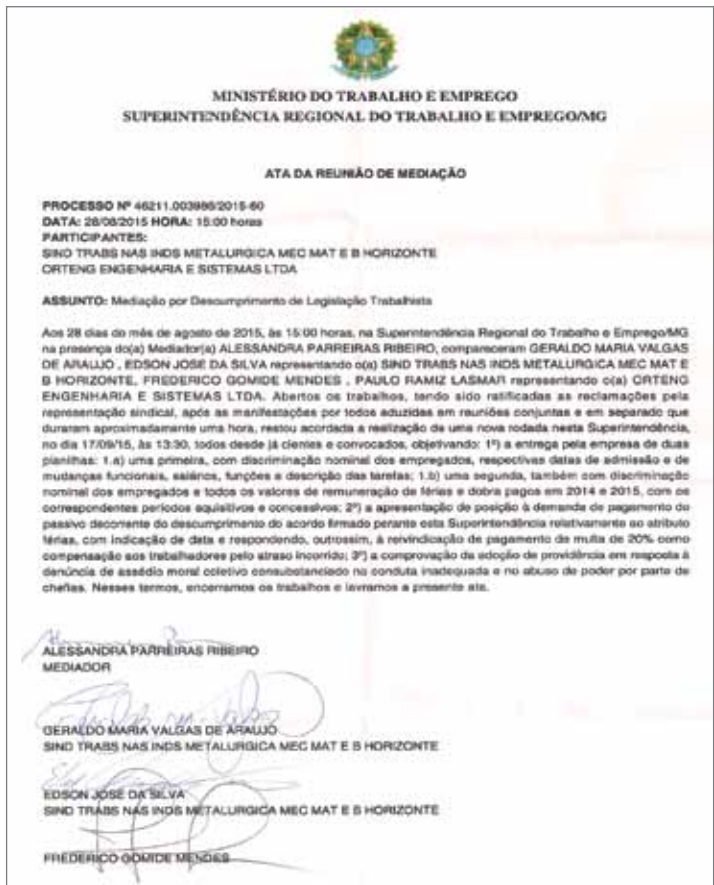 MINISTÉRIO DO TRABALHO E EMPREGO
SUPERINTENDÊNCIA REGIONAL DO TRABALHO E EMPREGO/MG
ATA DA REUNIÃO DE MEDIAÇÃO
PROCESSO Nº 46211.003986/2015-60
DATA: 28/08/2015 HORA: 15:00 horas
PARTICIPANTES:
SIND TRABS NAS INDS METALURGICA MEC MAT E B HORIZONTE
ORTENG ENGENHARIA E SISTEMAS LTDA
ASSUNTO: Mediação por Descumprimento de Legislação Trabalhista
Aos 28 dias do mês de agosto de 2015, às 15:00 horas, na Superintendência Regional do Trabalho e Emprego/MG
na presença do(a) Mediador(a) ALESSANDRA PARREIRAS RIBEIRO, compareceram GERALDO MARIA VALGAS
DE ARAUJO , EDSON JOSE DA SILVA representando o(a) SIND TRABS NAS INDS METALURGICA MEC MAT E
B HORIZONTE, FREDERICO GOMIDE MENDES , PAULO RAMIZ LASMAR representando o(a) ORTENG
ENGENHARIA E SISTEMAS LTDA. Abertos os trabalhos, tendo sido ratificadas as reclamações pela
representação sindical, após as manifestações por todos aduzidas em reuniões conjuntas e em separado que
duraram aproximadamente uma hora, restou acordada a realização de uma nova rodada nesta Superintendência,
no dia 17/09/15, às 13:30, todos desde já cientes e convocados, objetivando: 1º) a entrega pela empresa de duas
planilhas: 1.a) uma primeira, com discriminação nominal dos empregados, respectivas datas de admissão e de
mudanças funcionais, salários, funções e descrição das tarefas; 1.b) uma segunda, também com discriminação
nominal dos empregados e todos os valores de remuneração de férias e dobra pagos em 2014 e 2015, com os
correspondentes períodos aquisitivos e concessivos; 2º) a apresentação de posição à demanda de pagamento do
passivo decorrente do descumprimento do acordo firmado perante esta Superintendência relativamente ao atributo
férias, com indicação de data e respondendo, outrossim, à reivindicação de pagamento de multa de 20% como
compensação aos trabalhadores pelo atraso incorrido; 3º) a comprovação da adoção de providência em resposta à
denúncia de assédio moral coletivo consubstanciado no conduta inadequada e no abuso de poder por parte de
chefias. Nesses termos, encerramos os trabalhos e lavramos a presente ata.
ALESSANDRA PARREIRAS RIBEIRO
MEDIADOR
GERALDO MARIA VALGAS DE ARAUJO
SIND TRABS NAS INDS METALURGICA MEC MAT E B HORIZONTE
EDSON JOSE DA SILVA
SIND TRABS NAS INDS METALURGICA MEC MAT E B HORIZONTE
FREDERICO GOMIDE MENDES